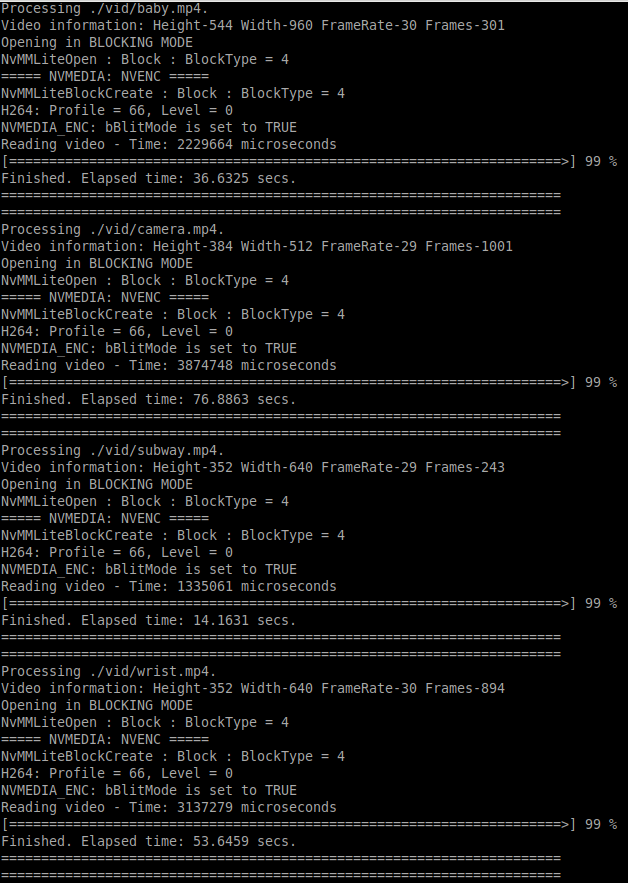 Processing ./vid/baby.mp4.
Video information: Height-544 Width-960 FrameRate-30 Frames-301
Opening in BLOCKING MODE
NvMMLiteOpen : Block : BlockType = 4
===== NVMEDIA: NVENC =====
NvMMLiteBlockCreate : Block : BlockType = 4
H264: Profile = 66, Level = 0
NVMEDIA_ENC: bBlitMode is set to TRUE
Reading video - Time: 2229664 microseconds
[=====================================================================>] 99 %
Finished. Elapsed time: 36.6325 secs.
======================================================================
======================================================================
Processing ./vid/camera.mp4.
Video information: Height-384 Width-512 FrameRate-29 Frames-1001
Opening in BLOCKING MODE
NvMMLiteOpen : Block : BlockType = 4
===== NVMEDIA: NVENC =====
NvMMLiteBlockCreate : Block : BlockType = 4
H264: Profile = 66, Level = 0
NVMEDIA_ENC: bBlitMode is set to TRUE
Reading video - Time: 3874748 microseconds
[=====================================================================>] 99 %
Finished. Elapsed time: 76.8863 secs.
======================================================================
======================================================================
Processing ./vid/subway.mp4.
Video information: Height-352 Width-640 FrameRate-29 Frames-243
Opening in BLOCKING MODE
NvMMLiteOpen : Block : BlockType = 4
===== NVMEDIA: NVENC =====
NvMMLiteBlockCreate : Block : BlockType = 4
H264: Profile = 66, Level = 0
NVMEDIA_ENC: bBlitMode is set to TRUE
Reading video - Time: 1335061 microseconds
[=====================================================================>] 99 %
Finished. Elapsed time: 14.1631 secs.
======================================================================
======================================================================
Processing ./vid/wrist.mp4.
Video information: Height-352 Width-640 FrameRate-30 Frames-894
Opening in BLOCKING MODE
NvMMLiteOpen : Block : BlockType = 4
===== NVMEDIA: NVENC =====
NvMMLiteBlockCreate : Block : BlockType = 4
H264: Profile = 66, Level = 0
NVMEDIA_ENC: bBlitMode is set to TRUE
Reading video - Time: 3137279 microseconds
[=====================================================================>] 99 %
Finished. Elapsed time: 53.6459 secs.
======================================================================
======================================================================